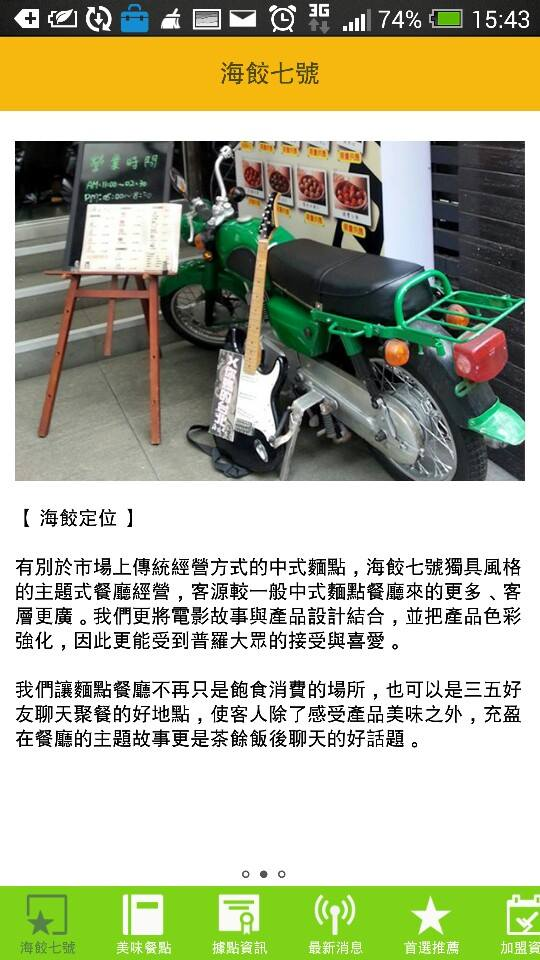 74% 15:43
3G
海餃七號
營業時間
AM:11:00~02:30
【 海餃定位 】
有別於市場上傳統經營方式的中式麵點，海餃七號獨具風格
的主題式餐廳經營，客源較一般中式麵點餐廳來的更多、客
層更廣。我們更將電影故事與產品設計結合，並把產品色彩
強化，因此更能受到普羅大眾的接受與喜愛。
我們讓麵點餐廳不再只是飽食消費的場所，也可以是三五好
友聊天聚餐的好地點，使客人除了感受產品美味之外，充盈
在餐廳的主題故事更是茶餘飯後聊天的好話題。
海餃七號 美味餐點 據點資訊 最新消息 首選推薦 加盟資